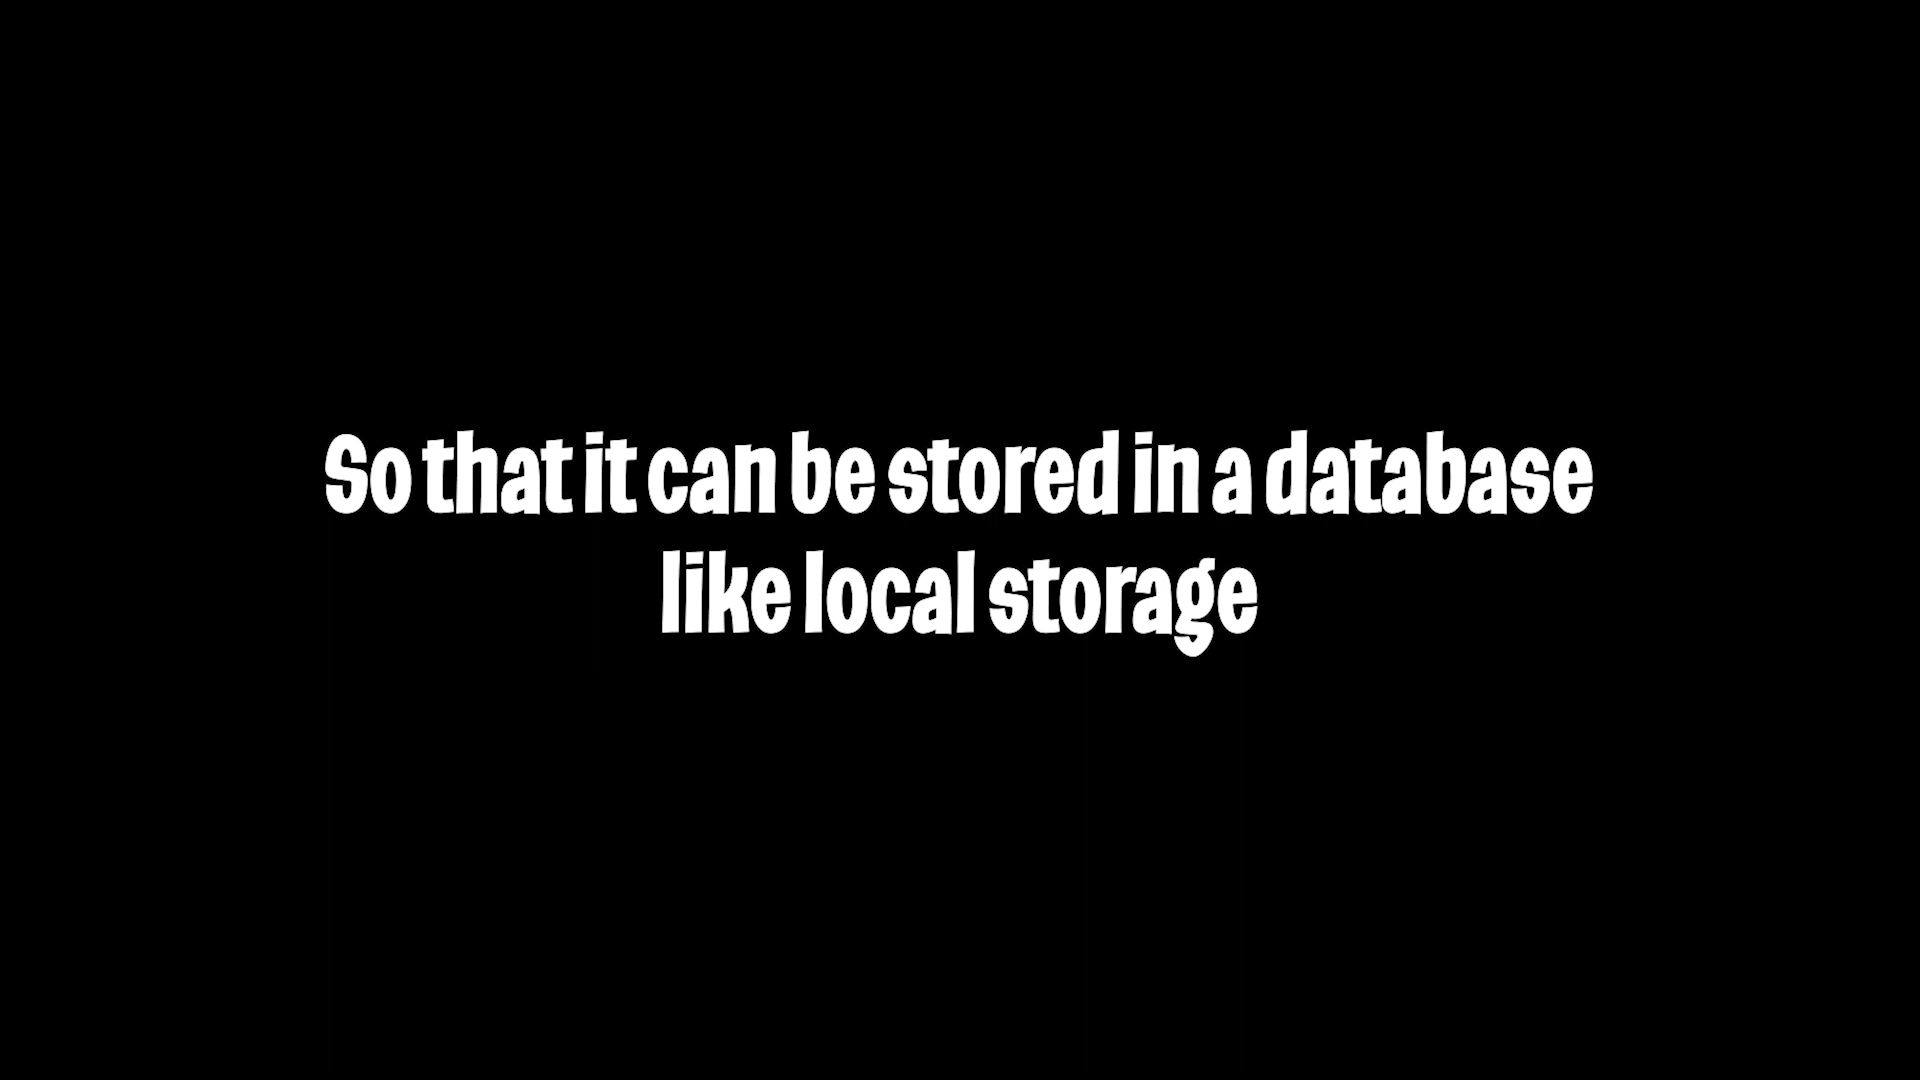 So that it can be stored in a database
like local storage